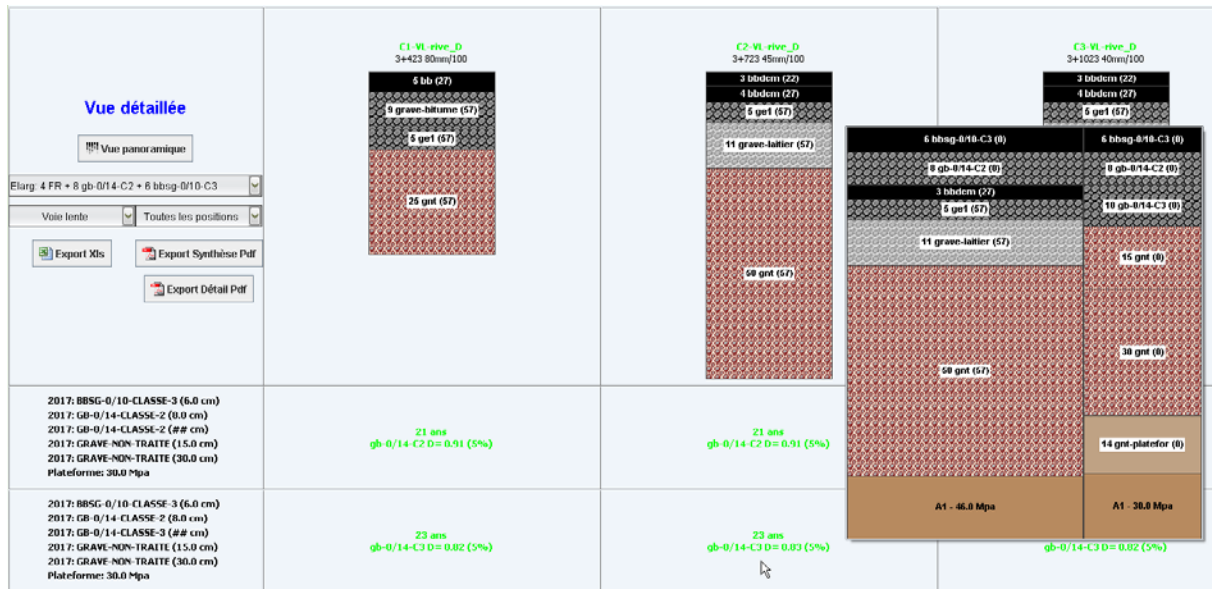 Vue détaillée
Vue panoramique
Elarg: 4 FR + 8 gb-0/14-C2 + 6 bbsg-0/10-C3
Voie lente
Toutes les positions
Export Xls
Export Synthèse Pdf
Export Détail Pdf
C1-VL-rive_D
3+423 80mm/100
6 bb (27)
9 grave-bitume (57)
5 ge1 (57)
25 gnt (57)
C2-VL-rive_D
3+723 45mm/100
3 bbdcm (22)
4 bbdcm (27)
5 ge1 (57)
11 grave-laitier (57)
50 gnt (57)
C3-VL-rive_D
3+1023 40mm/100
3 bbdcm (22)
4 bbdcm (27)
5 ge1 (57)
6 bbsg-0/10-C3 (0)
8 gb-0/14-C2 (0)
3 bbdcm (27)
5 ge1 (57)
11 grave-laitier (57)
50 gnt (57)
A1 - 46.0 Mpa
6 bbsg-0/10-C3 (0)
8 gb-0/14-C2 (0)
10 gb-0/14-C3 (0)
15 gnt (0)
30 gnt (0)
14 gnt-platefor (0)
A1 - 30.0 Mpa
2017: BBSG-0/10-CLASSE-3 (6.0 cm)
2017: GB-0/14-CLASSE-2 (8.0 cm)
2017: GB-0/14-CLASSE-2 (## cm)
2017: GRAVE-NON-TRAITE (15.0 cm)
2017: GRAVE-NON-TRAITE (30.0 cm)
Plateforme: 30.0 Mpa
21 ans
gb-0/14-C2 D= 0.91 (5%)
21 ans
gb-0/14-C2 D= 0.91 (5%)
2017: BBSG-0/10-CLASSE-3 (6.0 cm)
2017: GB-0/14-CLASSE-2 (8.0 cm)
2017: GB-0/14-CLASSE-3 (## cm)
2017: GRAVE-NON-TRAITE (15.0 cm)
2017: GRAVE-NON-TRAITE (30.0 cm)
Plateforme: 30.0 Mpa
23 ans
gb-0/14-C3 D= 0.82 (5%)
23 ans
gb-0/14-C3 D= 0.83 (5%)
gb-0/14-C3 D= 0.82 (5%)